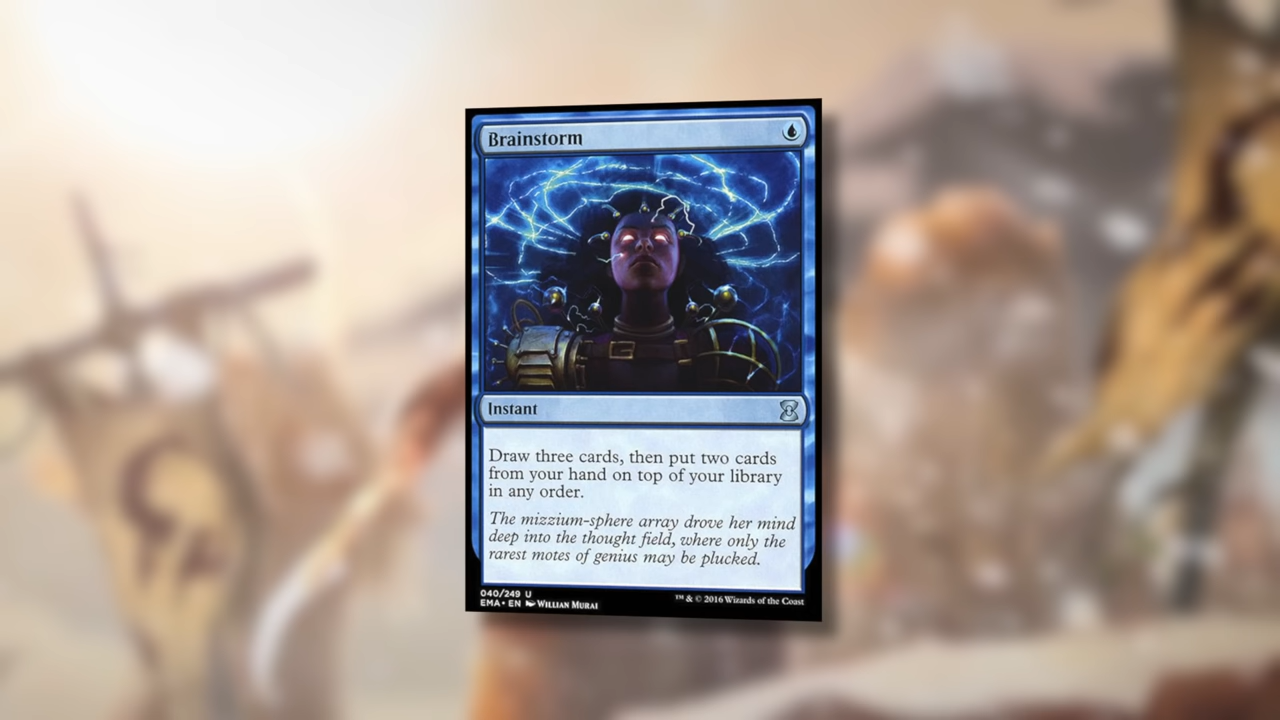 Brainstorm
Instant
Draw three cards, then put two cards
from your hand on top of your library
in any order.
The mizzium-sphere array drove her mind
deep into the thought field, where only the
rarest motes of genius may be plucked.
040/249 U
EMA • EN Willian Murai
™ & © 2016 Wizards of the Coast